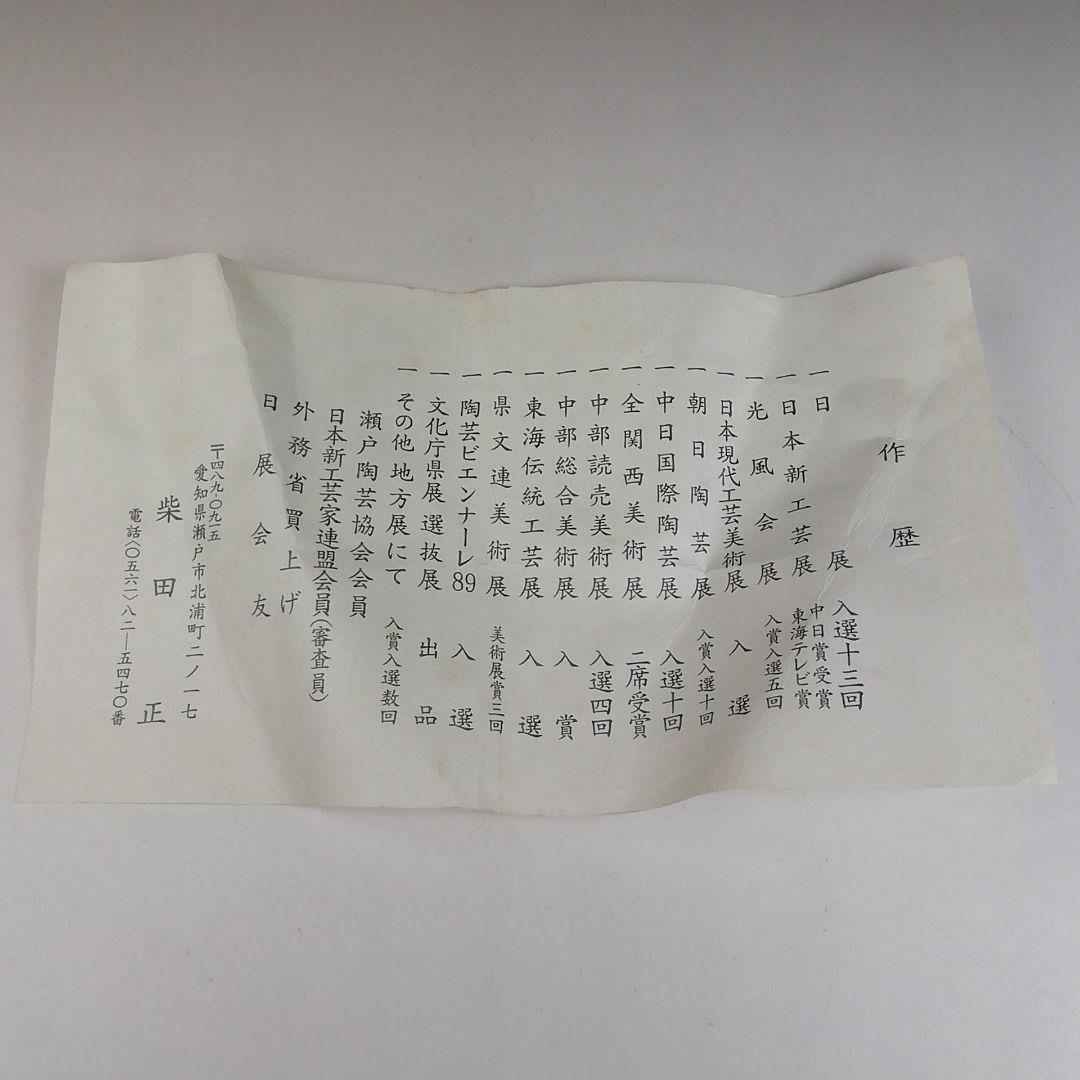 作歴
一日展 入選十三回
一日本新工芸展 中日賞受賞 東海テレビ賞
一光風会展 入賞入選五回
一日本現代工芸美術展 入選
一朝日陶芸展 入賞入選十回
一中日国際陶芸展 入選十回
一全関西美術展 二席受賞
一中部読売美術展 入選四回
一中部総合美術展 入賞
一東海伝統工芸展 入選
一県文連美術展 美術展賞三回
一陶芸ビエンナーレ89 入選
一文化庁県展選抜展 出品
一その他地方展にて 入賞入選数回
瀬戸陶芸協会会員
日本新工芸家連盟会員(審査員)
外務省買上げ
日展会友
〒四八九-〇九一五
愛知県瀬戸市北浦町二ノ一七
柴田正
電話(〇五六一)八二―五四七〇番